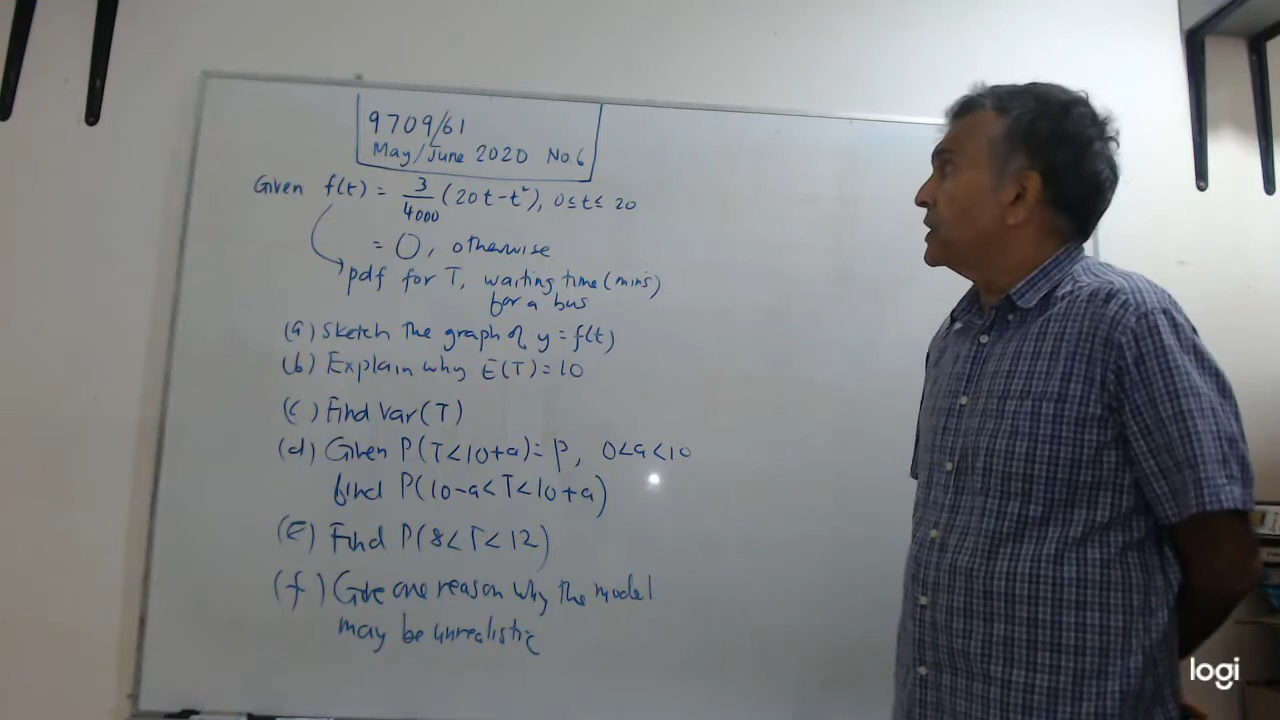 9709/61
May/June 2020 No.6
Given f(t) = 3/4000 (20t-t²), 0≤t≤ 20
= 0, otherwise
pdf for T, waiting time (mins)
for a bus
(a) Sketch the graph of y = f(t)
(b) Explain why E(T)=10
(c) Find Var(T)
(d) Given P(T<10+a)= p, 0<a<10
find P(10-a<T<10+a)
(e) Find P(8<T<12)
(f) Give one reason why the model
may be unrealistic
logi